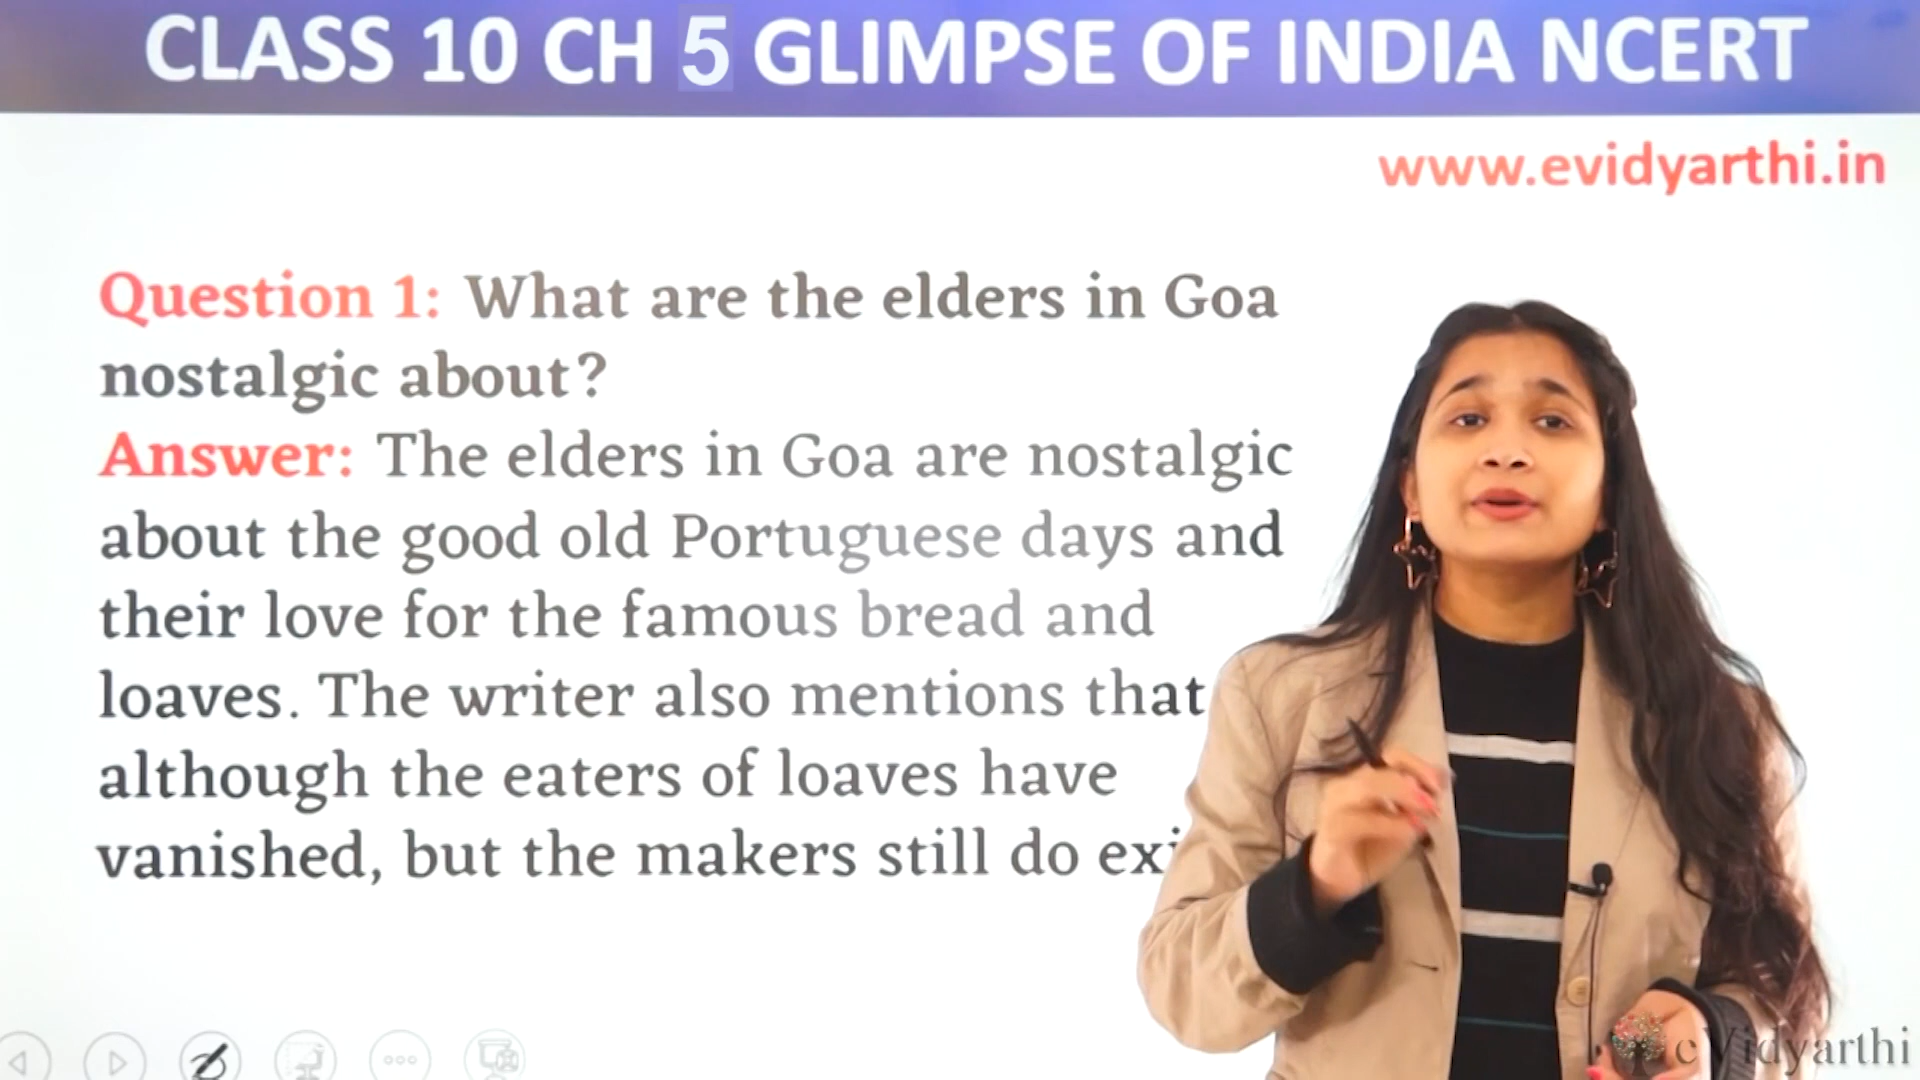 CLASS 10 CH 5 GLIMPSE OF INDIA NCERT
www.evidyarthi.in
Question 1: What are the elders in Goa
nostalgic about?
Answer: The elders in Goa are nostalgic
about the good old Portuguese days and
their love for the famous bread and
loaves. The writer also mentions that
although the eaters of loaves have
vanished, but the makers still do exi
eVidyarthi